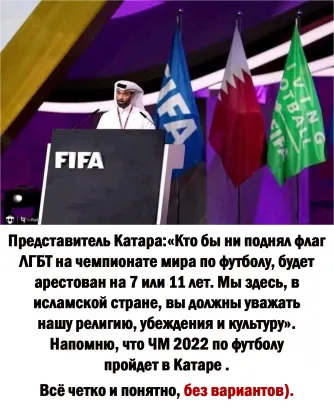 FIFA
FIFA
LIVING
FOOTBALL
Представитель Катара:«Кто бы ни поднял флаг
ЛГБТ на чемпионате мира по футболу, будет
арестован на 7 или 11 лет. Мы здесь, в
исламской стране, вы должны уважать
нашу религию, убеждения и культуру».
Напомню, что ЧМ 2022 по футболу
пройдет в Катаре .
Всё четко и понятно, без вариантов).